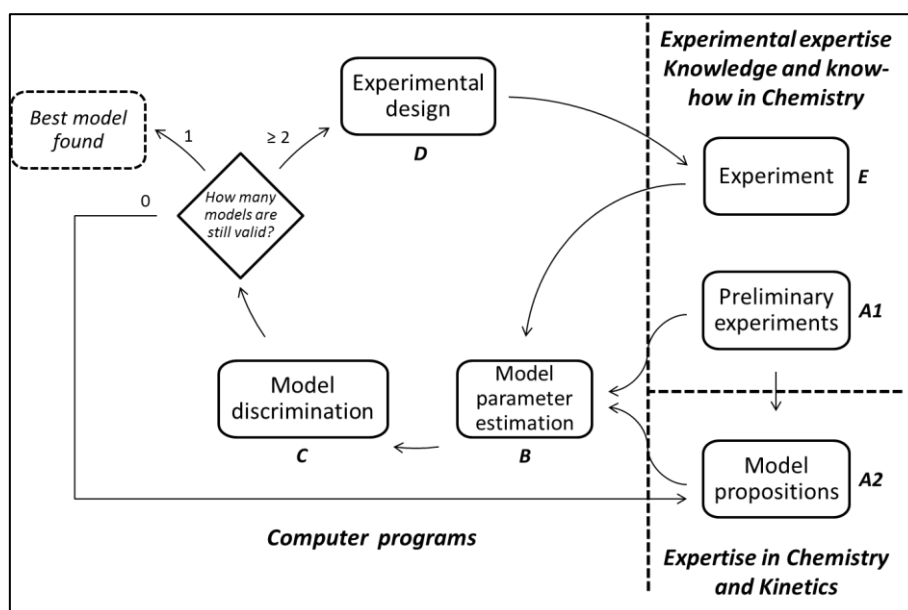 Experimental expertise
Knowledge and know-
how in Chemistry
Experimental
design
D
Best model
found
1
≥ 2
0
How many
models are
still valid?
Experiment
E
Preliminary
experiments
A1
Model
discrimination
C
Model
parameter
estimation
B
Model
propositions
A2
Computer programs
Expertise in Chemistry
and Kinetics